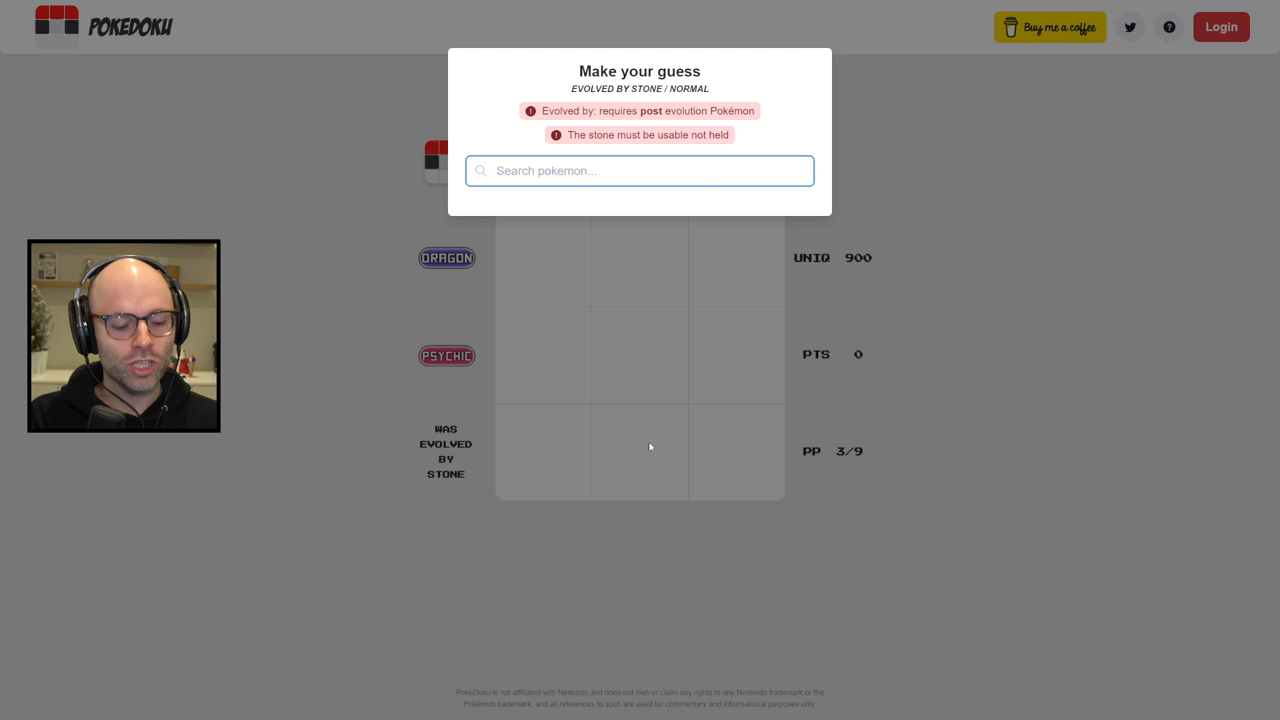 POKEDOKU
Buy me a coffee
Login
Make your guess
EVOLVED BY STONE / NORMAL
Evolved by: requires post evolution Pokémon
The stone must be usable not held
Search pokemon...
DRAGON
UNIQ 900
PSYCHIC
PTS 0
WAS
EVOLVED
BY
STONE
PP 3/9
PokeDoku is not affiliated with Nintendo and does not own or claim any rights to any Nintendo trademark or the
Pokémon trademark, and all references to such are used for commentary and informational purposes only